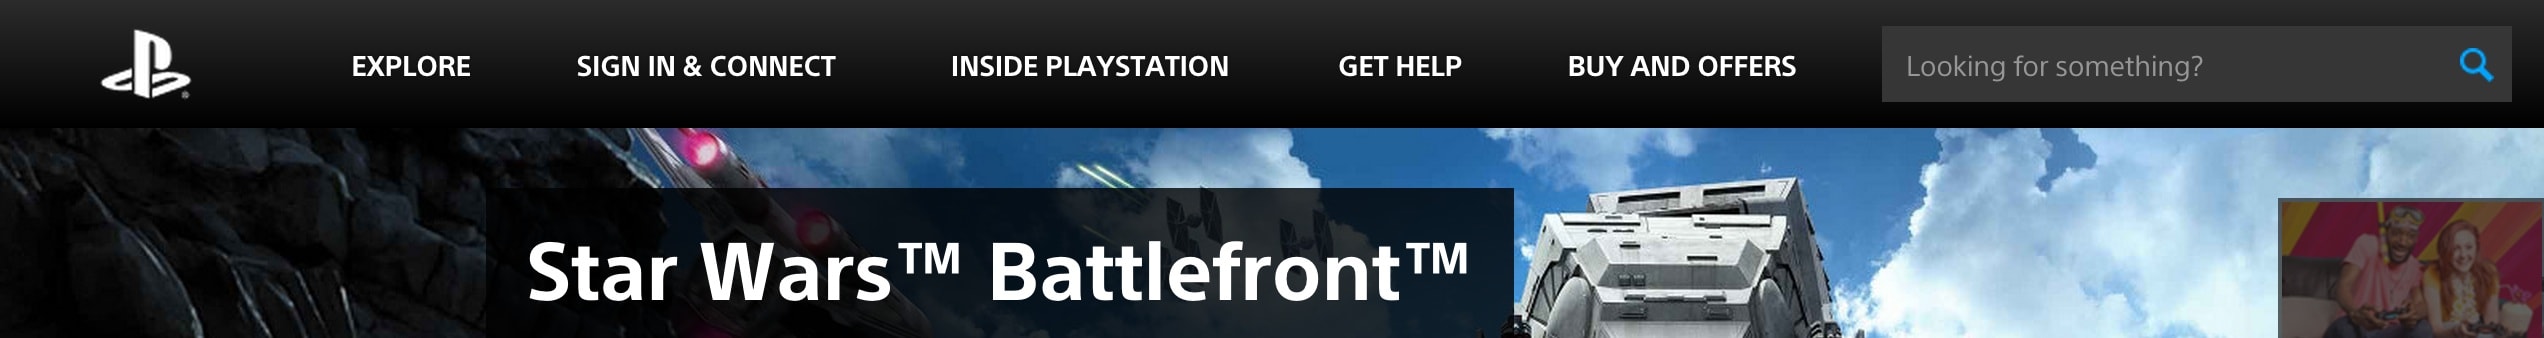 EXPLORE SIGN IN & CONNECT INSIDE PLAYSTATION GET HELP BUY AND OFFERS Looking for something?
Star Wars™ Battlefront™